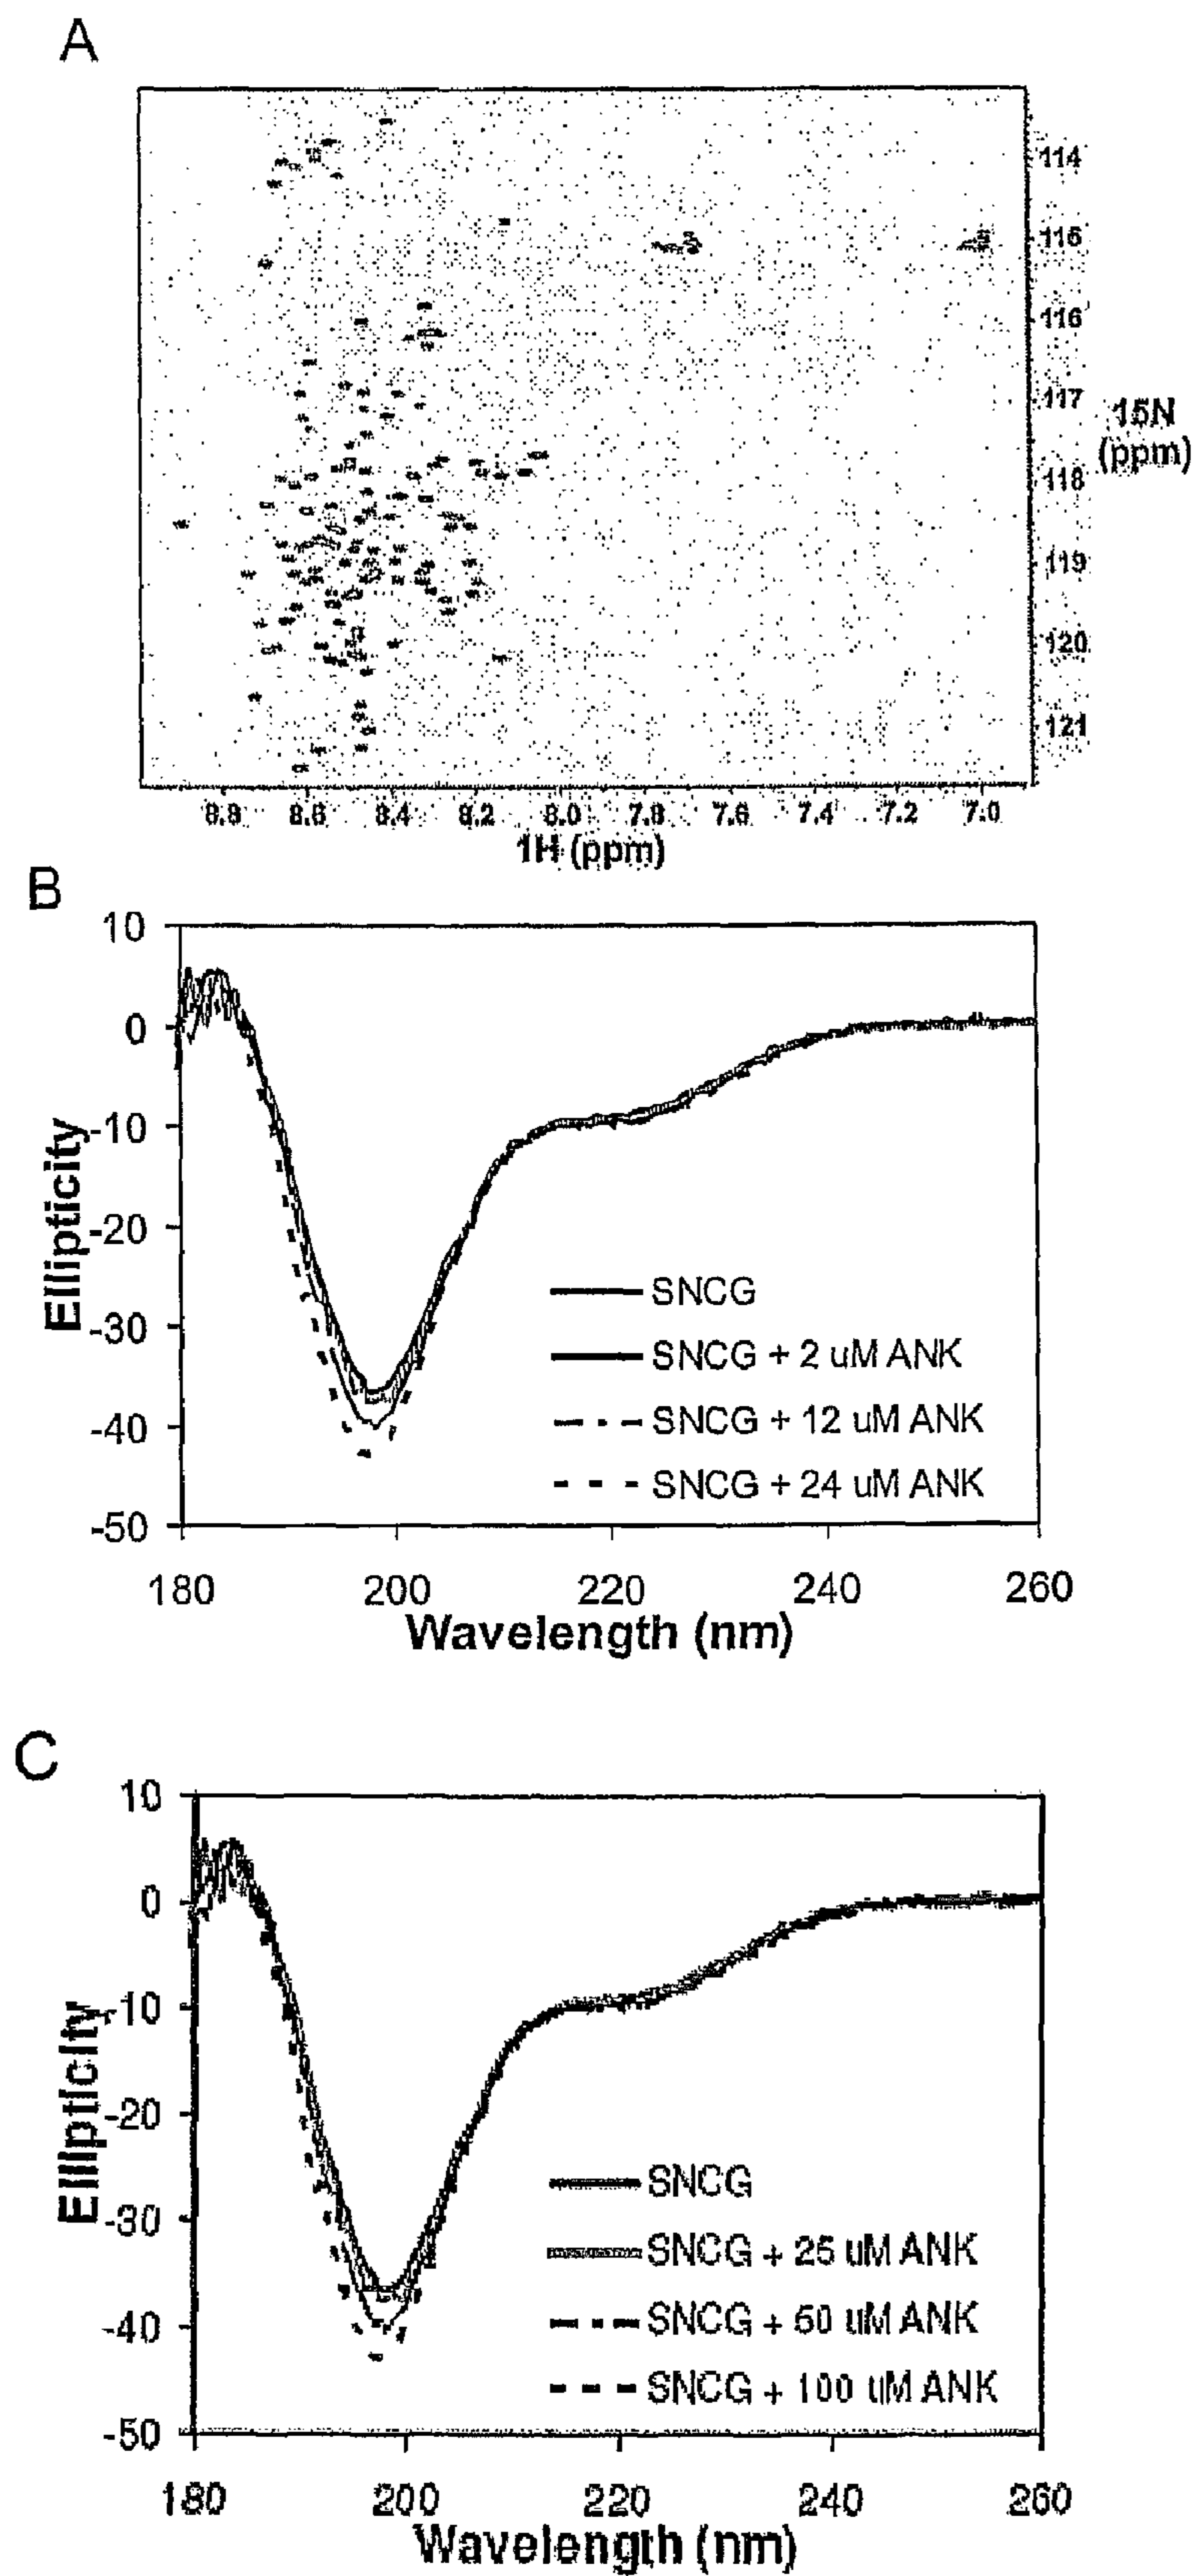 A
114
115
116
117
15N
(ppm)
118
119
120
121
8.8 8.6 8.4 8.2 8.0 7.8 7.6 7.4 7.2 7.0
1H (ppm)
B
10
0
-10
-20
-30
-40
-50
Ellipticity
SNCG
SNCG + 2 uM ANK
SNCG + 12 uM ANK
SNCG + 24 uM ANK
180 200 220 240 260
Wavelength (nm)
C
10
0
-10
-20
-30
-40
-50
Ellipticity
SNCG
SNCG + 25 uM ANK
SNCG + 50 uM ANK
SNCG + 100 uM ANK
180 200 220 240 260
Wavelength (nm)